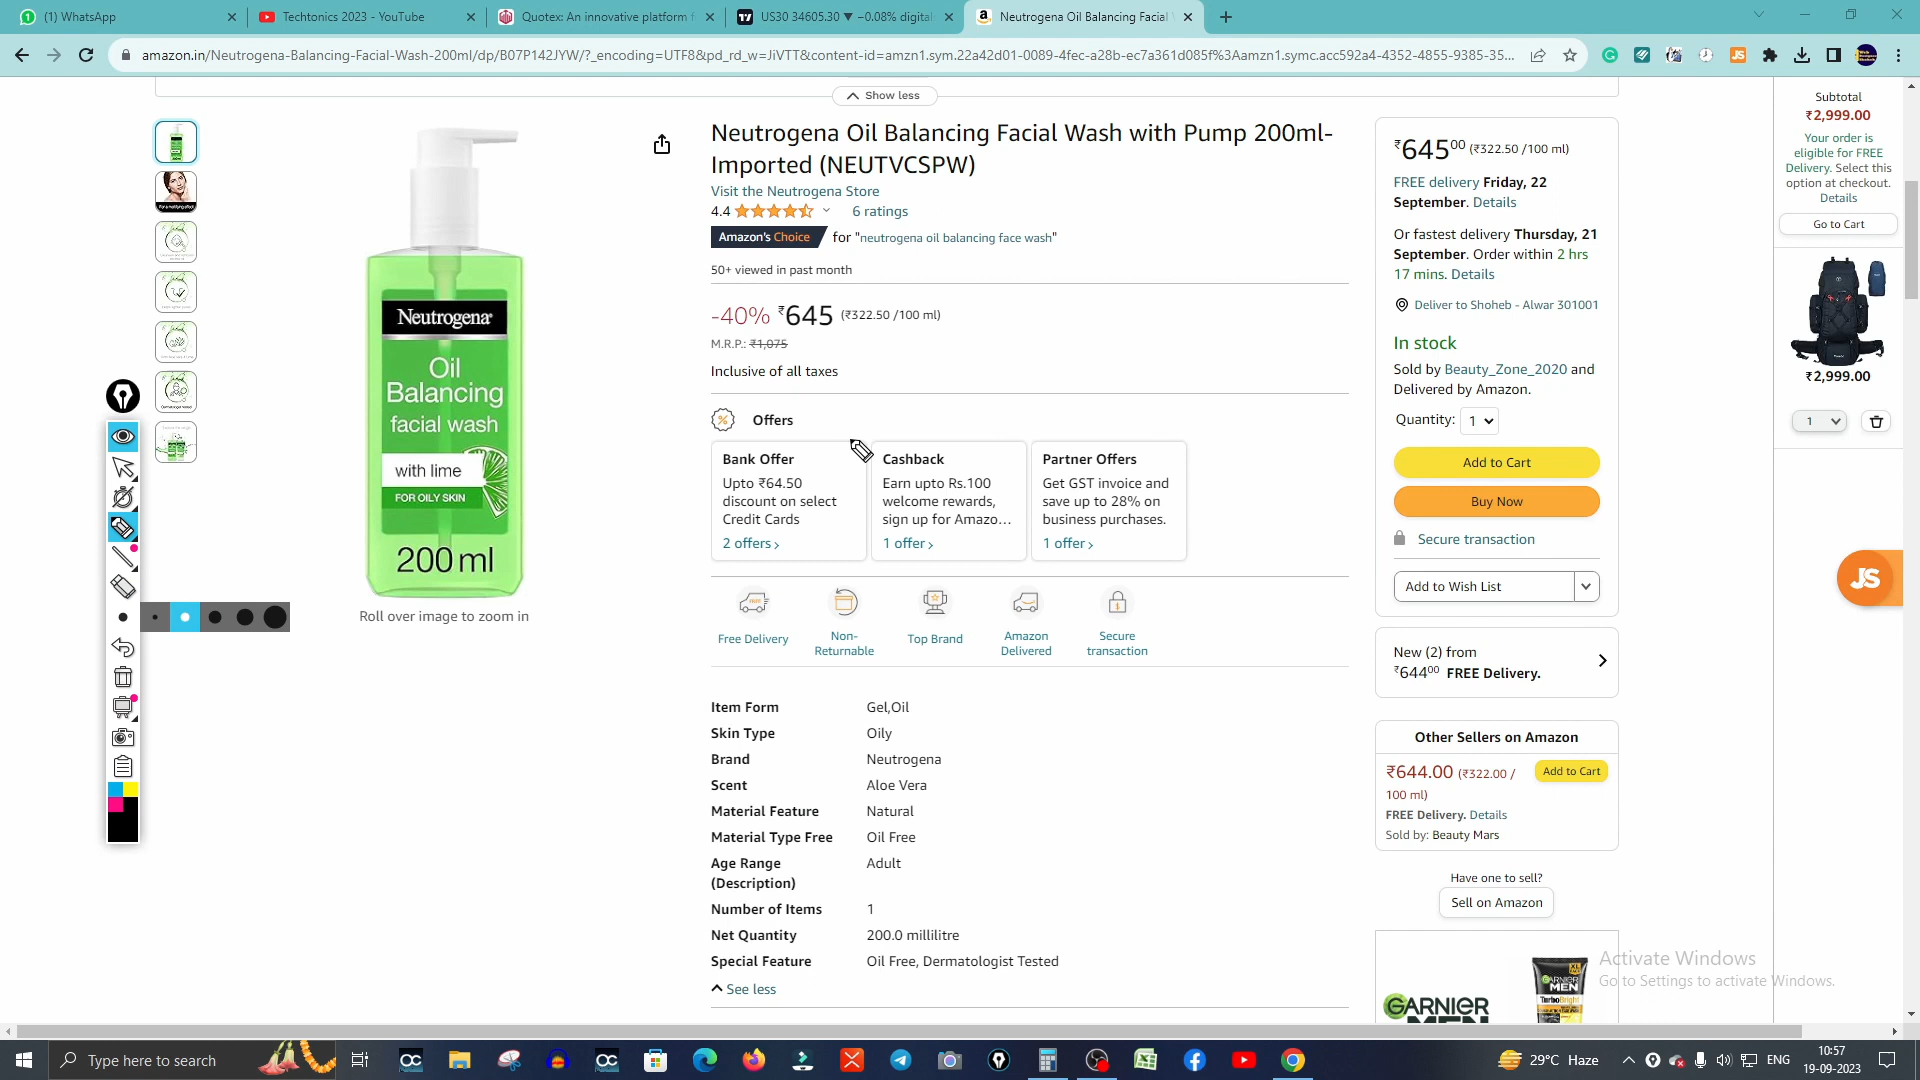 (1) WhatsApp
Techtonics 2023 - YouTube
Quotex: An innovative platform f
US30 34605.30 ▼ −0.08% digital
Neutrogena Oil Balancing Facial
amazon.in/Neutrogena-Balancing-Facial-Wash-200ml/dp/B07P142JYW/?_encoding=UTF8&pd_rd_w=JiVTT&content-id=amzn1.sym.22a42d01-0089-4fec-a28b-ec7a361d085f%3Aamzn1.symc.acc592a4-4352-4855-9385-35...
Show less
Neutrogena Oil Balancing Facial Wash with Pump 200ml-
Imported (NEUTVCSPW)
Visit the Neutrogena Store
4.4
6 ratings
Amazon's Choice for "neutrogena oil balancing face wash"
50+ viewed in past month
-40% ₹645 (₹322.50 /100 ml)
M.R.P.: ₹1,075
Inclusive of all taxes
Offers
Bank Offer
Upto ₹64.50
discount on select
Credit Cards
2 offers ›
Cashback
Earn upto Rs.100
welcome rewards,
sign up for Amazo...
1 offer ›
Partner Offers
Get GST invoice and
save up to 28% on
business purchases.
1 offer ›
Free Delivery
Non-
Returnable
Top Brand
Amazon
Delivered
Secure
transaction
Item Form Gel,Oil
Skin Type Oily
Brand Neutrogena
Scent Aloe Vera
Material Feature Natural
Material Type Free Oil Free
Age Range Adult
(Description)
Number of Items 1
Net Quantity 200.0 millilitre
Special Feature Oil Free, Dermatologist Tested
See less
Neutrogena®
Oil
Balancing
facial wash
with lime
FOR OILY SKIN
200ml
Roll over image to zoom in
₹645⁰⁰ (₹322.50 /100 ml)
FREE delivery Friday, 22
September. Details
Or fastest delivery Thursday, 21
September. Order within 2 hrs
17 mins. Details
Deliver to Shoheb - Alwar 301001
In stock
Sold by Beauty_Zone_2020 and
Delivered by Amazon.
Quantity: 1
Add to Cart
Buy Now
Secure transaction
Add to Wish List
New (2) from
₹644⁰⁰ FREE Delivery.
Other Sellers on Amazon
₹644.00 (₹322.00 /
100 ml)
Add to Cart
FREE Delivery. Details
Sold by: Beauty Mars
Have one to sell?
Sell on Amazon
GARNIER
MEN
GARNIER
MEN
TurboBright
Subtotal
₹2,999.00
Your order is
eligible for FREE
Delivery. Select this
option at checkout.
Details
Go to Cart
₹2,999.00
1
JS
Activate Windows
Go to Settings to activate Windows.
Type here to search
29°C Haze
ENG
10:57
19-09-2023